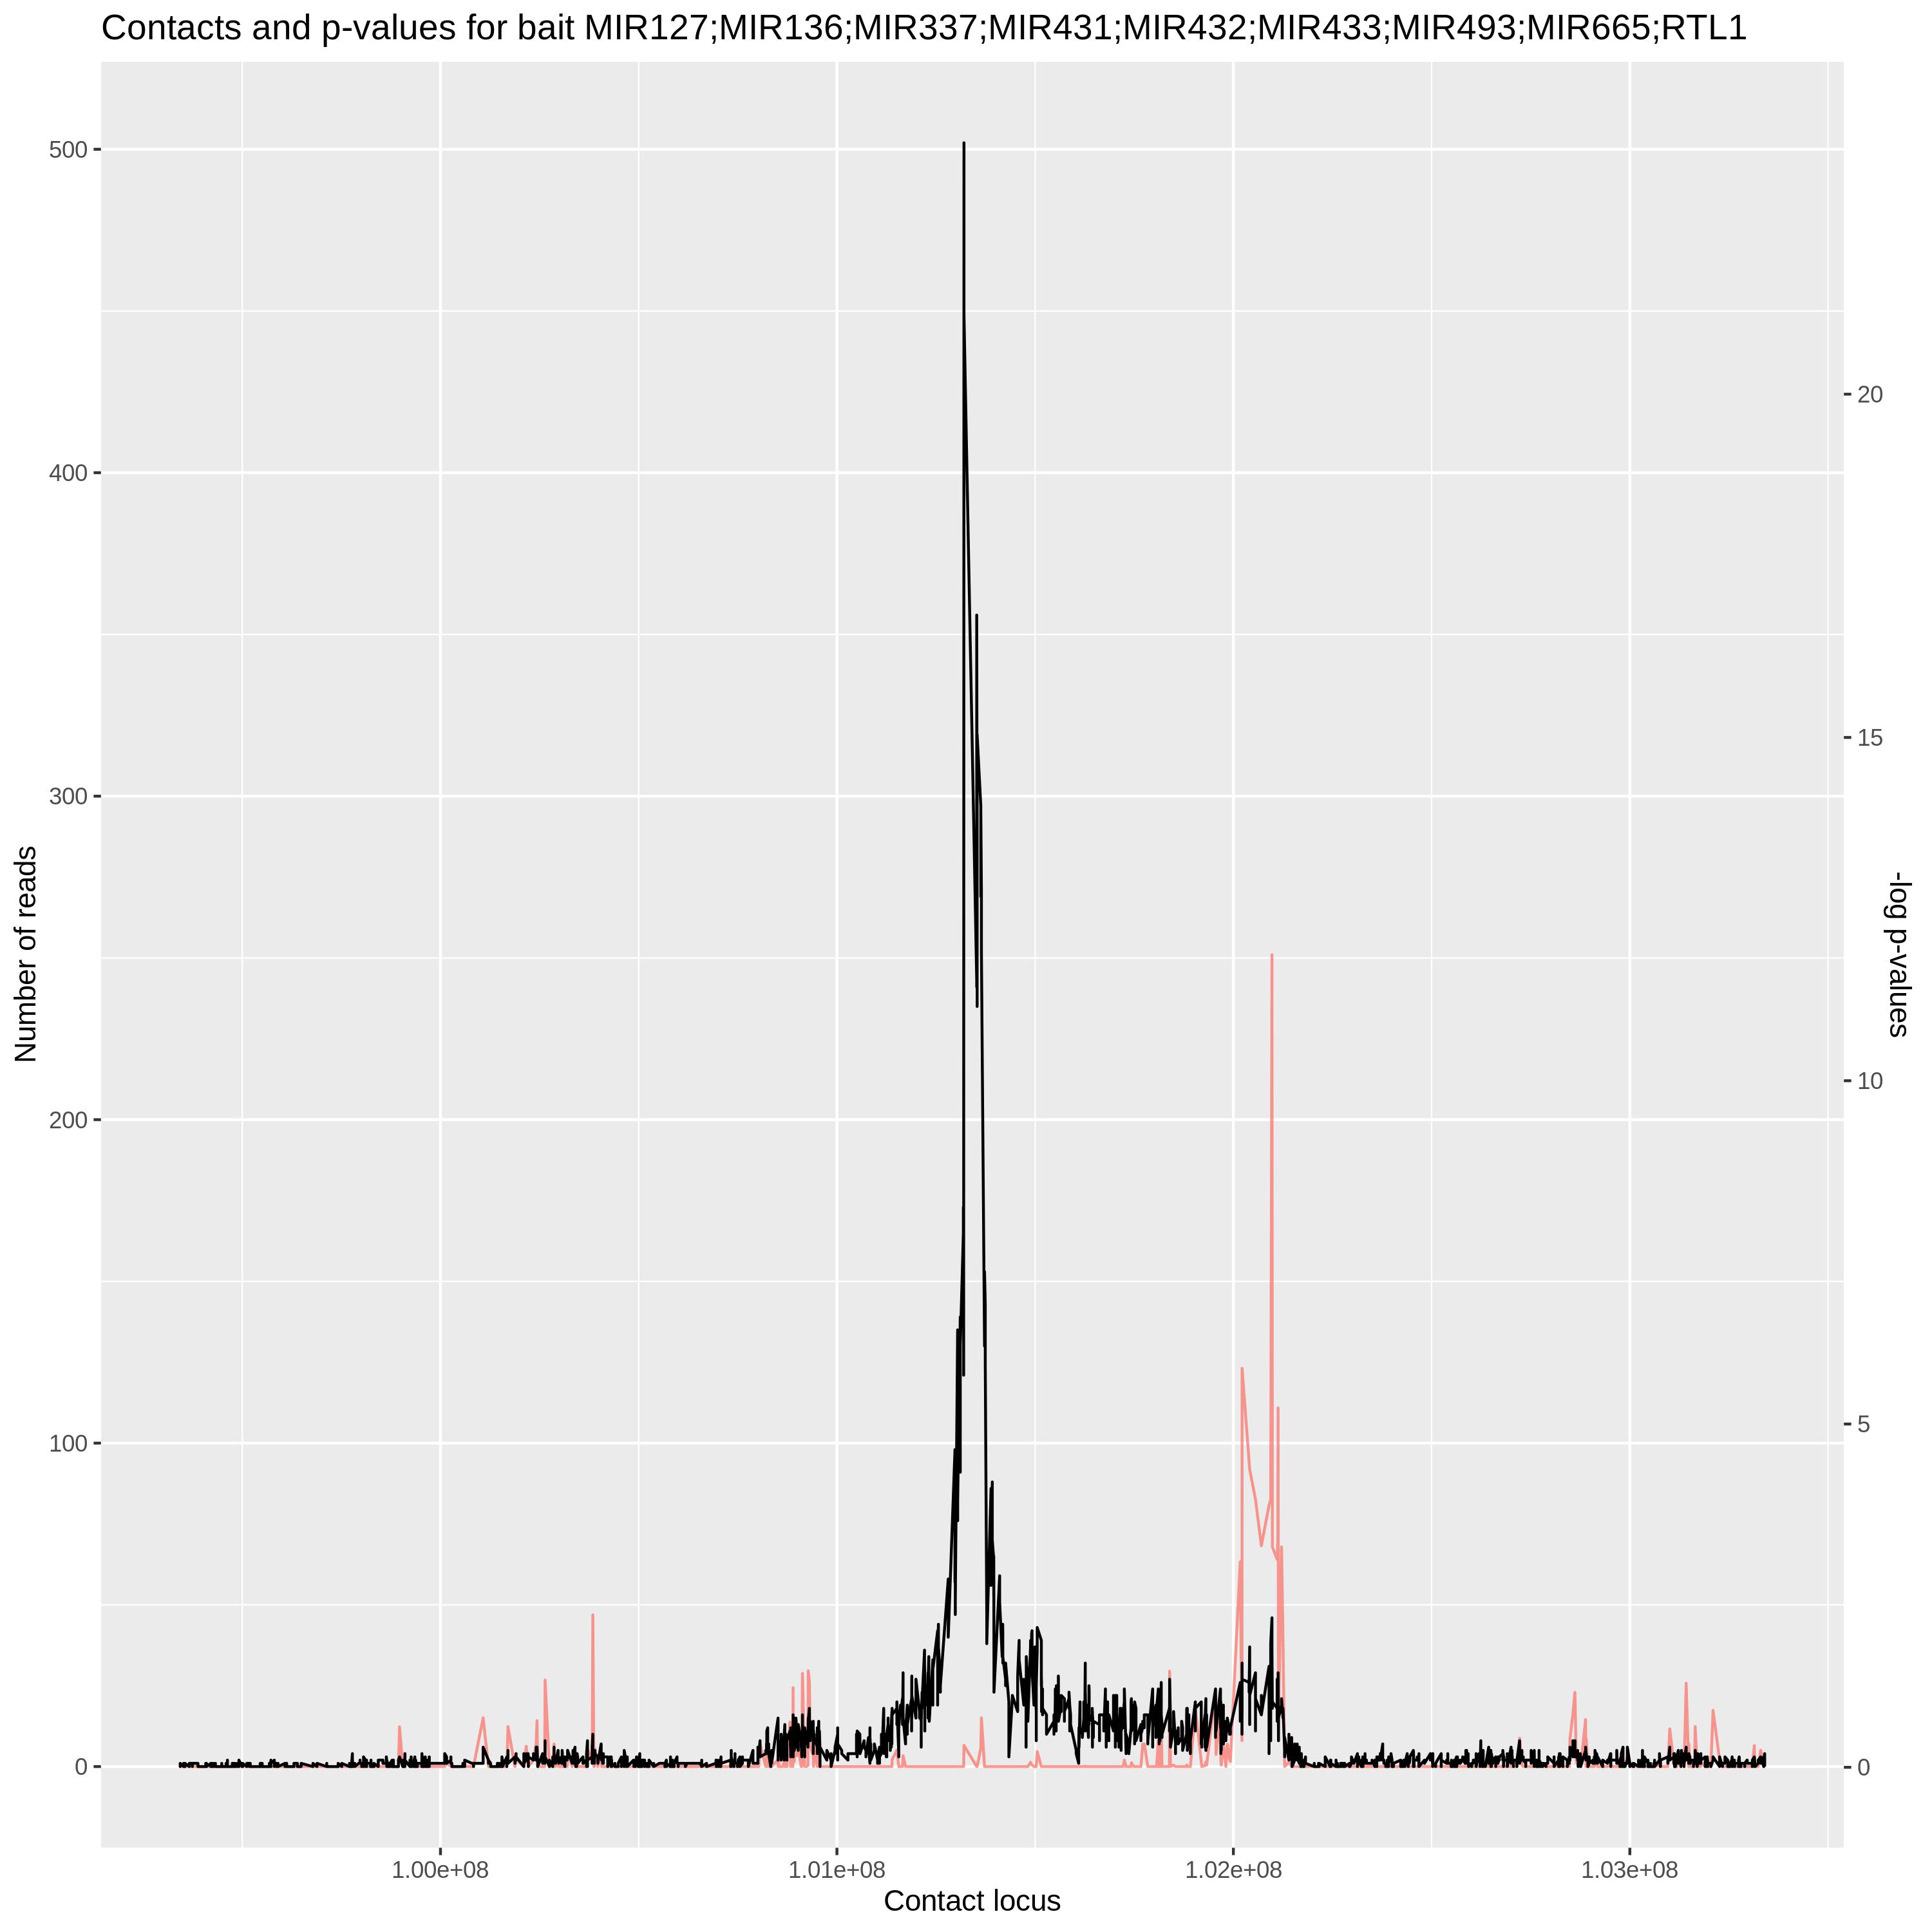 Contacts and p-values for bait MIR127;MIR136;MIR337;MIR431;MIR432;MIR433;MIR493;MIR665;RTL1
500
400
300
200
100
0
Number of reads
20
15
10
5
0
-log p-values
1.00e+08 1.01e+08 1.02e+08 1.03e+08
Contact locus